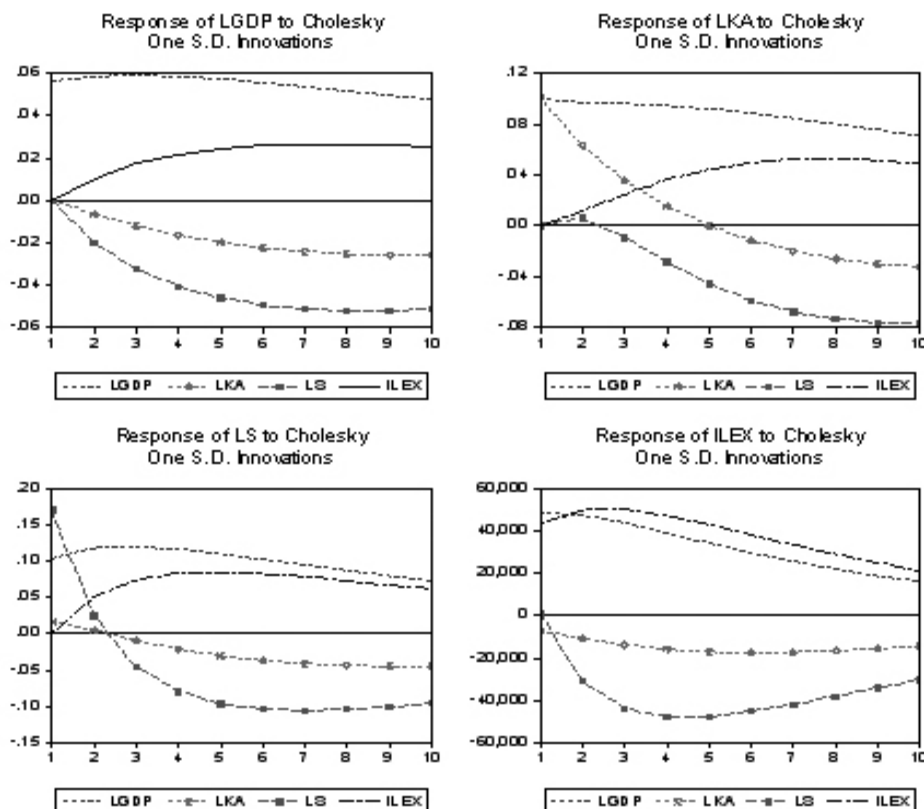 Response of LGDP to Cholesky
One S.D. Innovations
.06
.04
.02
.00
-.02
-.04
-.06
1 2 3 4 5 6 7 8 9 10
LGDP LKA LS ILEX
Response of LKA to Cholesky
One S.D. Innovations
.12
.08
.04
.00
-.04
-.08
1 2 3 4 5 6 7 8 9 10
LGDP LKA LS ILEX
Response of LS to Cholesky
One S.D. Innovations
.20
.15
.10
.05
.00
-.05
-.10
-.15
1 2 3 4 5 6 7 8 9 10
LGDP LKA LS ILEX
Response of ILEX to Cholesky
One S.D. Innovations
60,000
40,000
20,000
0
-20,000
-40,000
-60,000
1 2 3 4 5 6 7 8 9 10
LGDP LKA LS ILEX